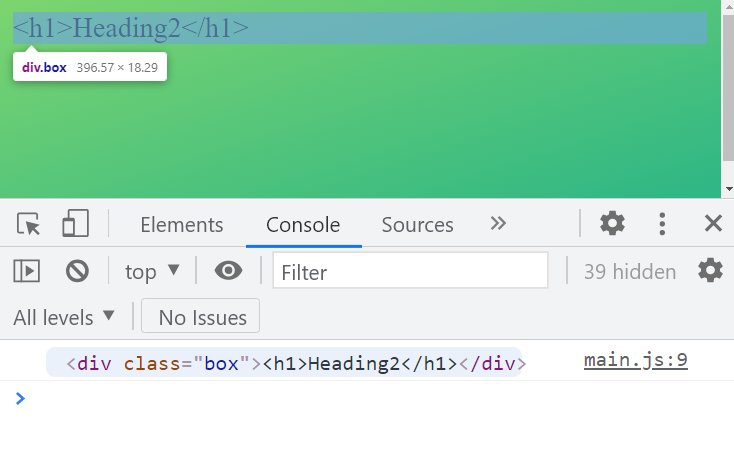 <h1>Heading2</h1>
div.box 396.57 × 18.29
Elements Console Sources
top Filter 39 hidden
All levels No Issues
<div class="box"><h1>Heading2</h1></div> main.js:9